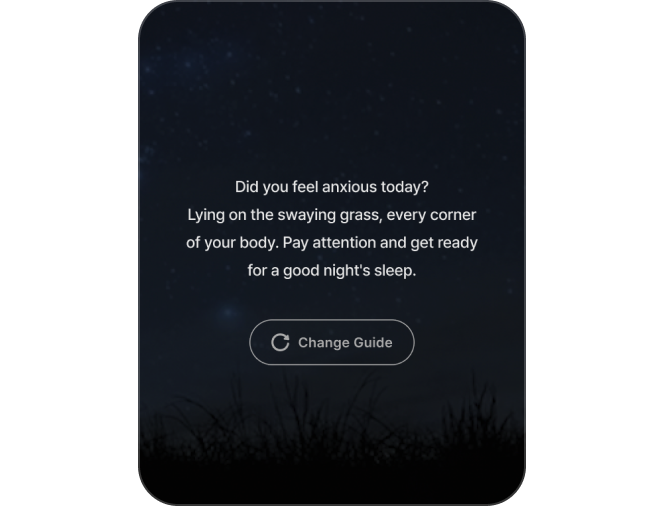 Did you feel anxious today?
Lying on the swaying grass, every corner
of your body. Pay attention and get ready
for a good night's sleep.
Change Guide